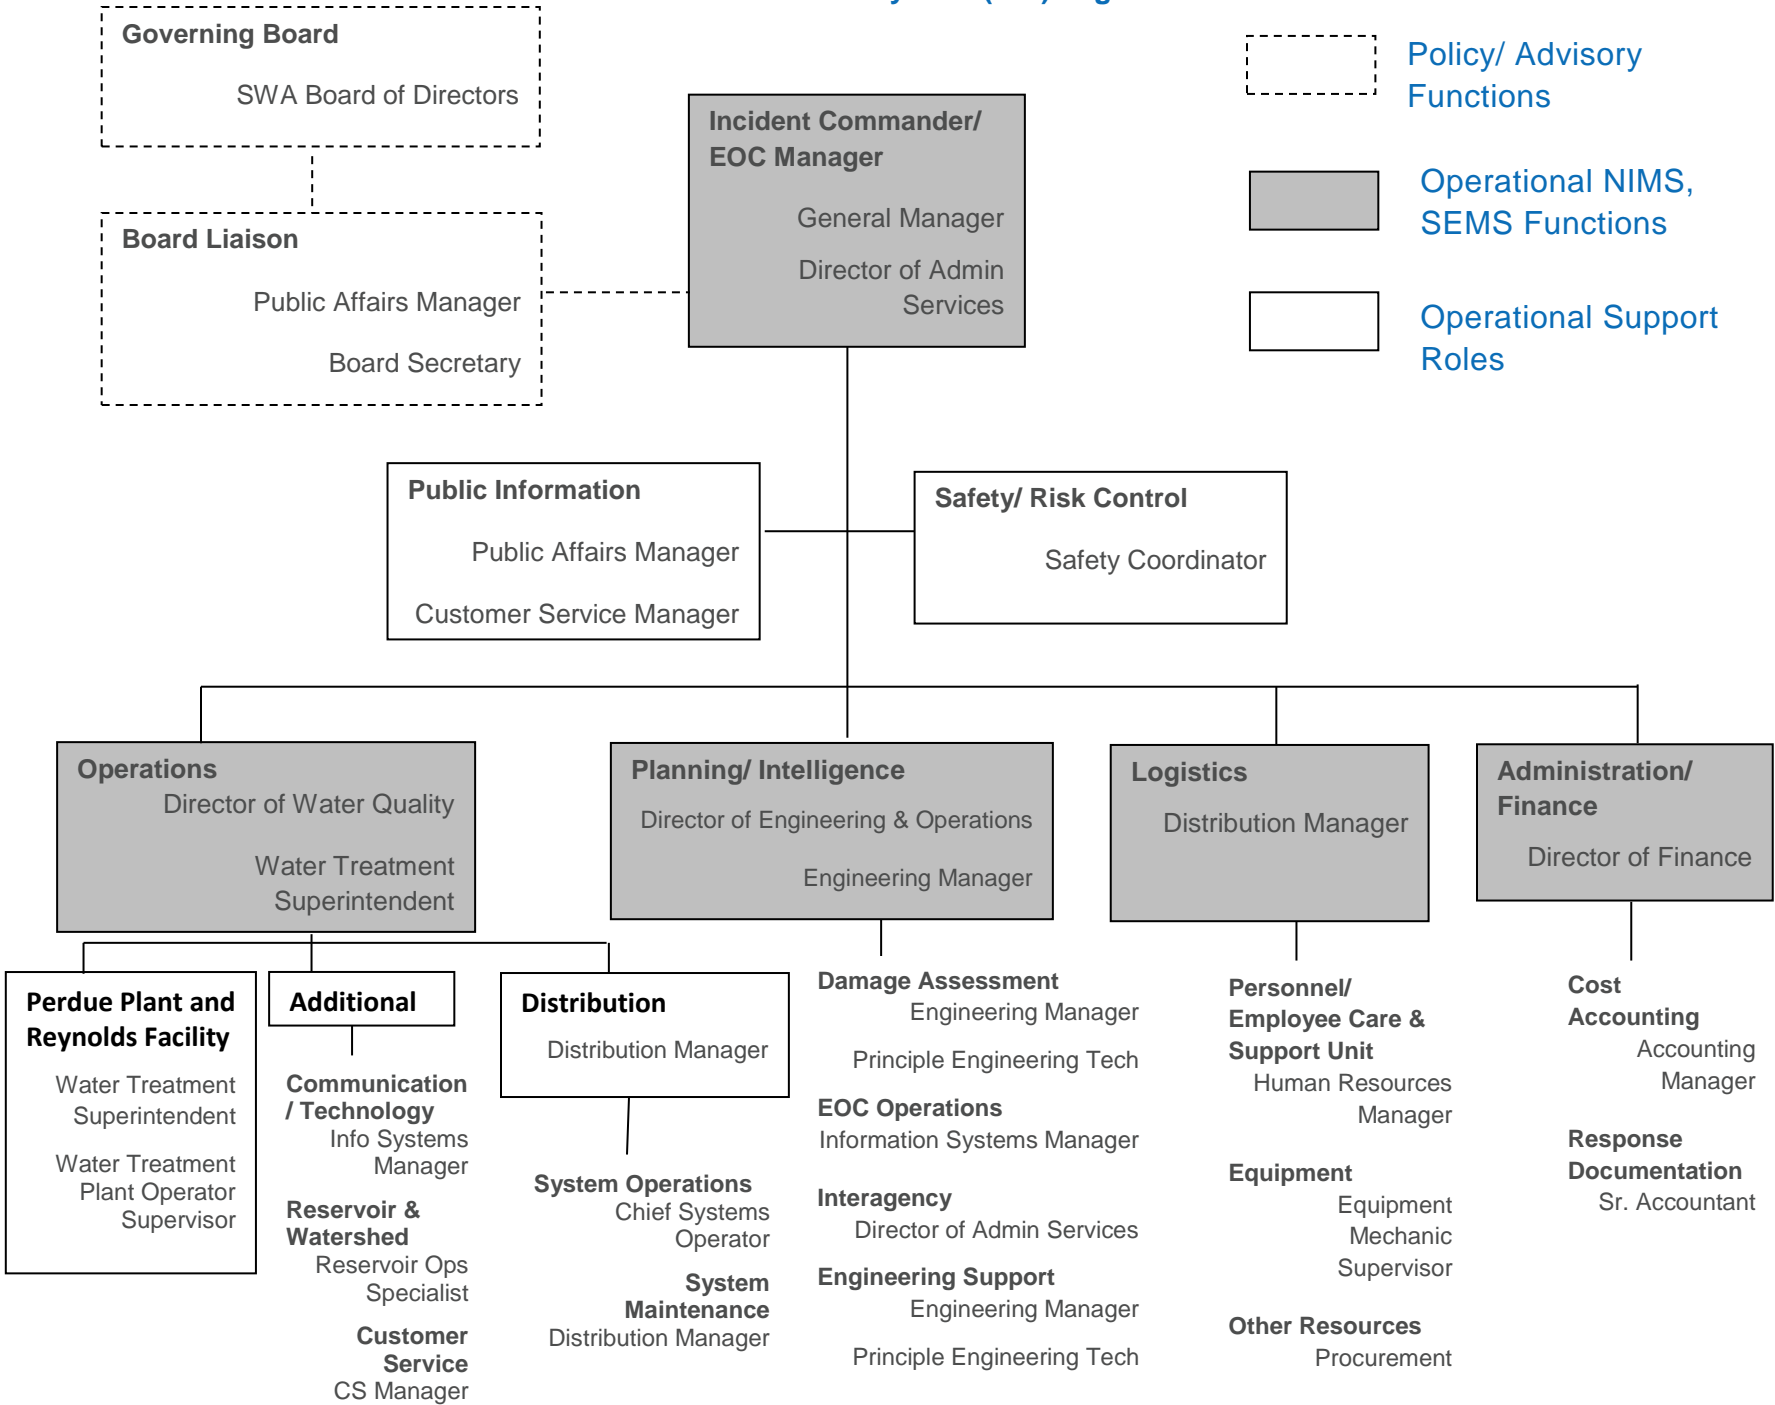 Governing Board
SWA Board of Directors
Board Liaison
Public Affairs Manager
Board Secretary
Incident Commander/
EOC Manager
General Manager
Director of Admin
Services
Policy/ Advisory
Functions
Operational NIMS,
SEMS Functions
Operational Support
Roles
Public Information
Public Affairs Manager
Customer Service Manager
Safety/ Risk Control
Safety Coordinator
Operations
Director of Water Quality
Water Treatment
Superintendent
Planning/ Intelligence
Director of Engineering & Operations
Engineering Manager
Logistics
Distribution Manager
Administration/
Finance
Director of Finance
Perdue Plant and
Reynolds Facility
Water Treatment
Superintendent
Water Treatment
Plant Operator
Supervisor
Additional
Communication
/ Technology
Info Systems
Manager
Reservoir &
Watershed
Reservoir Ops
Specialist
Customer
Service
CS Manager
Distribution
Distribution Manager
System Operations
Chief Systems
Operator
System
Maintenance
Distribution Manager
Damage Assessment
Engineering Manager
Principle Engineering Tech
EOC Operations
Information Systems Manager
Interagency
Director of Admin Services
Engineering Support
Engineering Manager
Principle Engineering Tech
Personnel/
Employee Care &
Support Unit
Human Resources
Manager
Equipment
Equipment
Mechanic
Supervisor
Other Resources
Procurement
Cost
Accounting
Accounting
Manager
Response
Documentation
Sr. Accountant